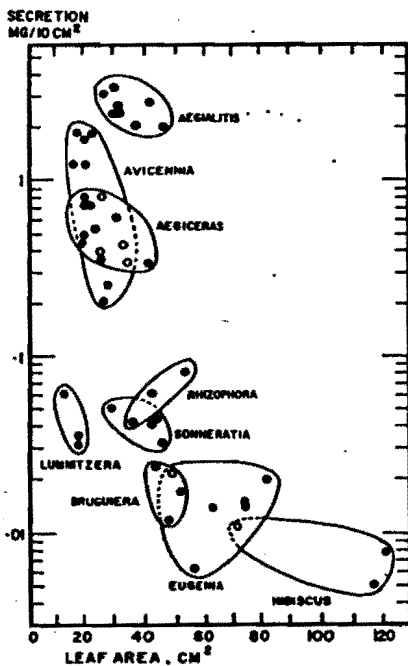 SECRETION
MG/10 CM²
AEGIALITIS
AVICENNIA
1
AEGICERAS
·1
RHIZOPHORA
SONNERATIA
LUMNITZERA
BRUGUIERA
·01
EUGENIA
HIBISCUS
0 20 40 60 80 100 120
LEAF AREA, CM²